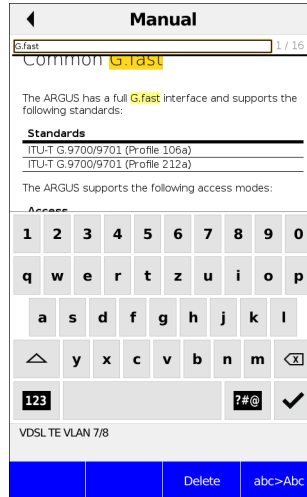 Manual
G.fast 1 / 16
Common G.fast
The ARGUS has a full G.fast interface and supports the
following standards:
Standards
ITU-T G.9700/9701 (Profile 106a)
ITU-T G.9700/9701 (Profile 212a)
The ARGUS supports the following access modes:
Access
1 2 3 4 5 6 7 8 9 0
q w e r t z u i o p
a s d f g h j k l
y x c v b n m
123 ?#@
VDSL TE VLAN 7/8
Delete abc>Abc